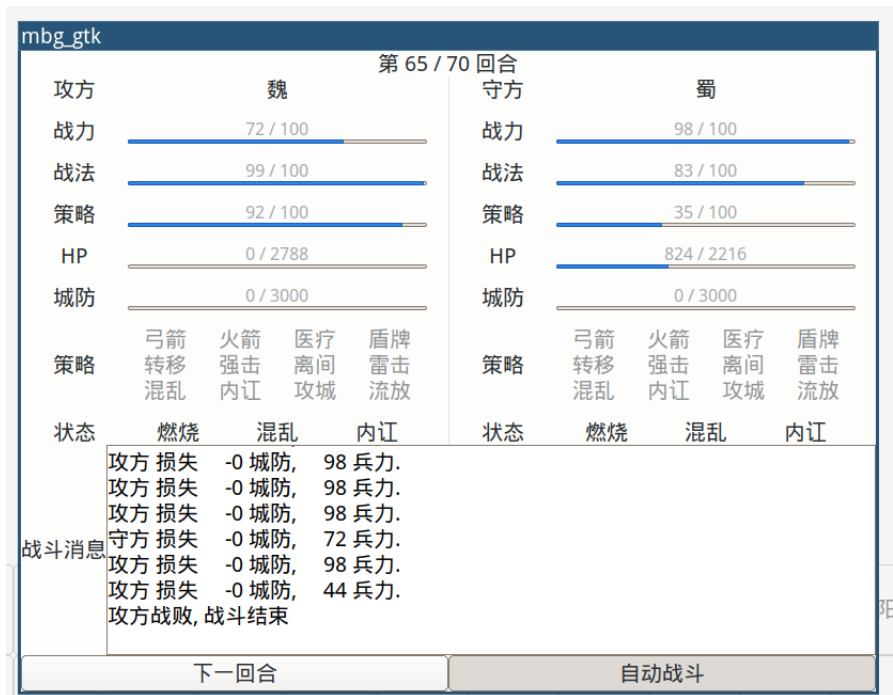 mbg_gtk
第 65 / 70 回合
攻方 魏 守方 蜀
战力 72 / 100 战力 98 / 100
战法 99 / 100 战法 83 / 100
策略 92 / 100 策略 35 / 100
HP 0 / 2788 HP 824 / 2216
城防 0 / 3000 城防 0 / 3000
弓箭 火箭 医疗 盾牌 弓箭 火箭 医疗 盾牌
策略 转移 强击 离间 雷击 策略 转移 强击 离间 雷击
混乱 内讧 攻城 流放 混乱 内讧 攻城 流放
状态 燃烧 混乱 内讧 状态 燃烧 混乱 内讧
攻方 损失 -0 城防, 98 兵力.
攻方 损失 -0 城防, 98 兵力.
攻方 损失 -0 城防, 98 兵力.
守方 损失 -0 城防, 72 兵力.
战斗消息
攻方 损失 -0 城防, 98 兵力.
攻方 损失 -0 城防, 44 兵力.
攻方战败, 战斗结束
下一回合 自动战斗